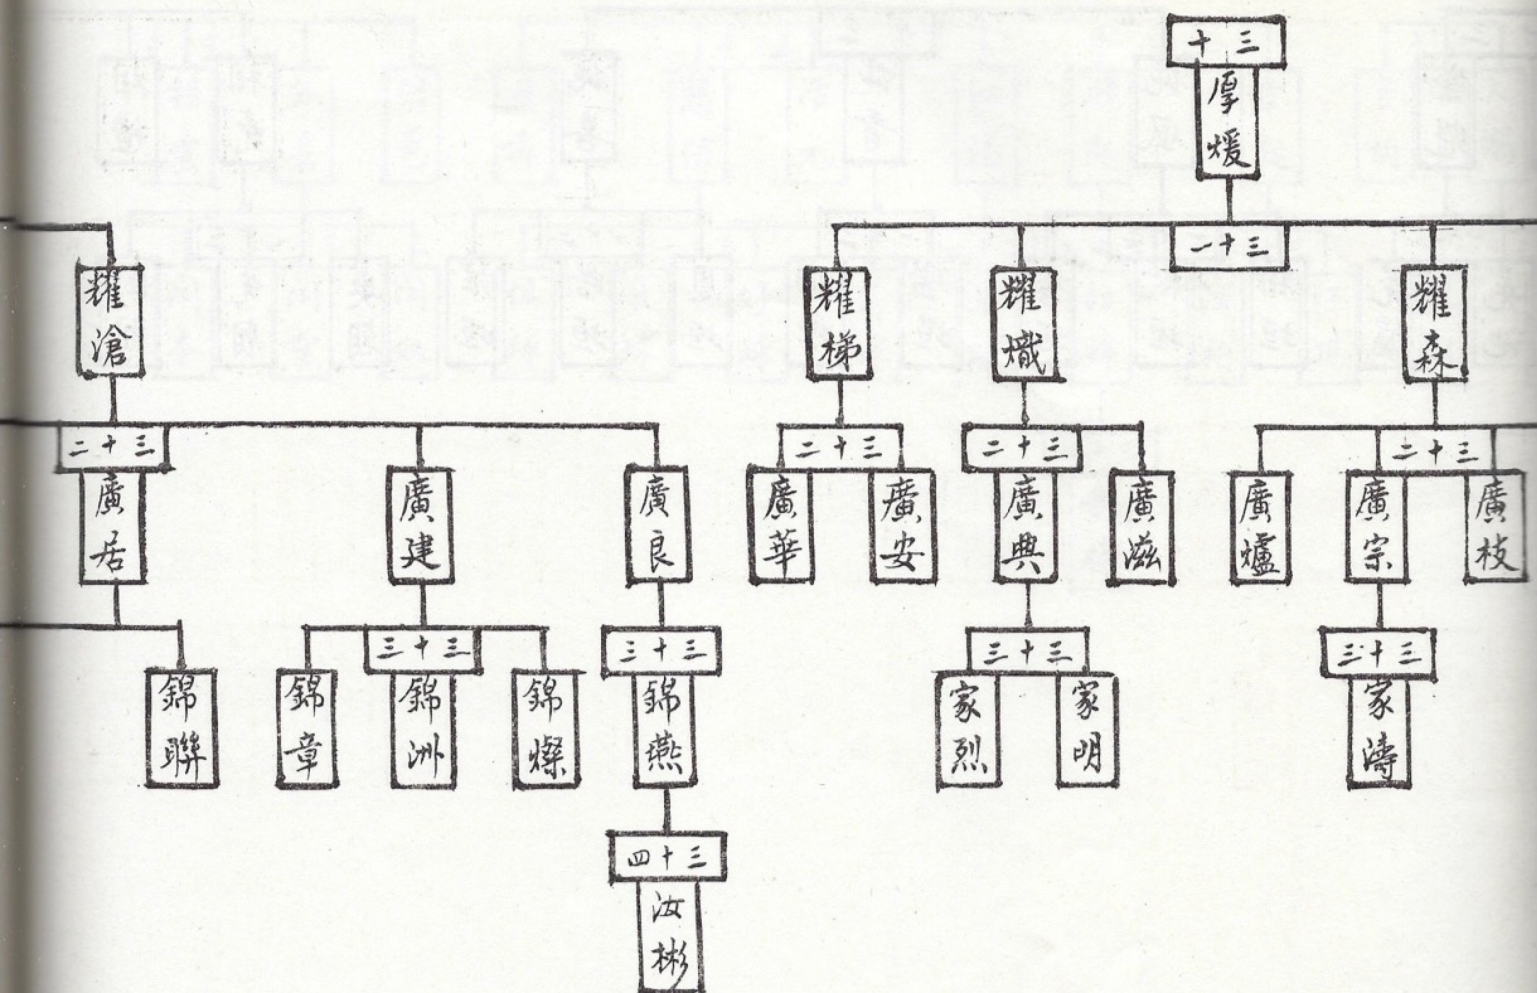 三十
厚煖
三十一
耀森
耀熾
耀梯
耀滄
三十二
廣枝
廣宗
廣爐
三十二
廣滋
廣典
三十二
廣安
廣華
三十二
廣良
廣建
廣居
三十三
家濤
三十三
家明
家烈
三十三
錦燕
三十三
錦燦
錦洲
錦章
錦聯
三十四
汝彬